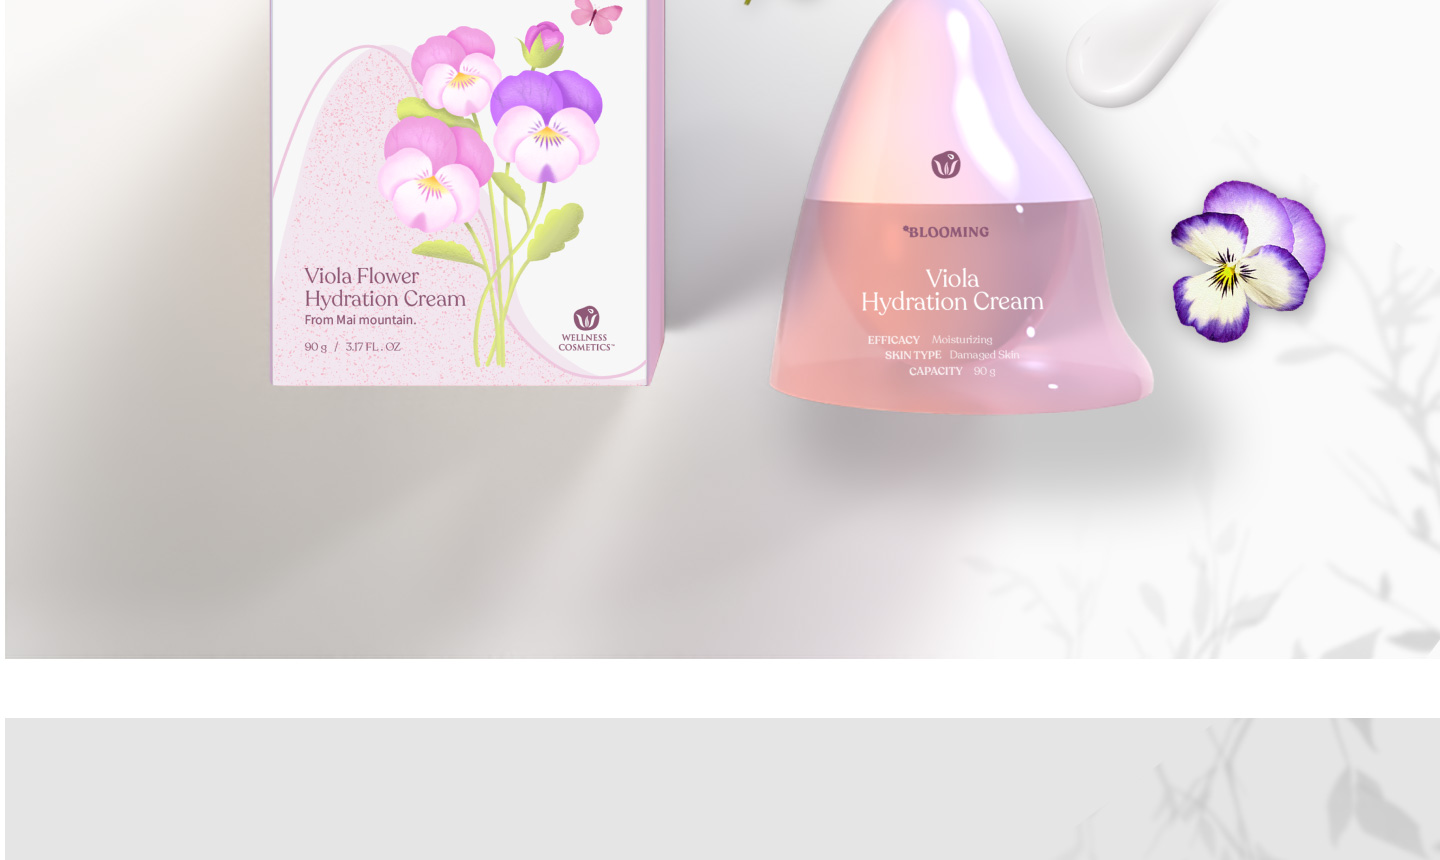 Viola Flower
Hydration Cream
From Mai mountain.
90 g / 3.17 FL. OZ
WELLNESS
COSMETICS™
BLOOMING
Viola
Hydration Cream
EFFICACY Moisturizing
SKIN TYPE Damaged Skin
CAPACITY 90 g